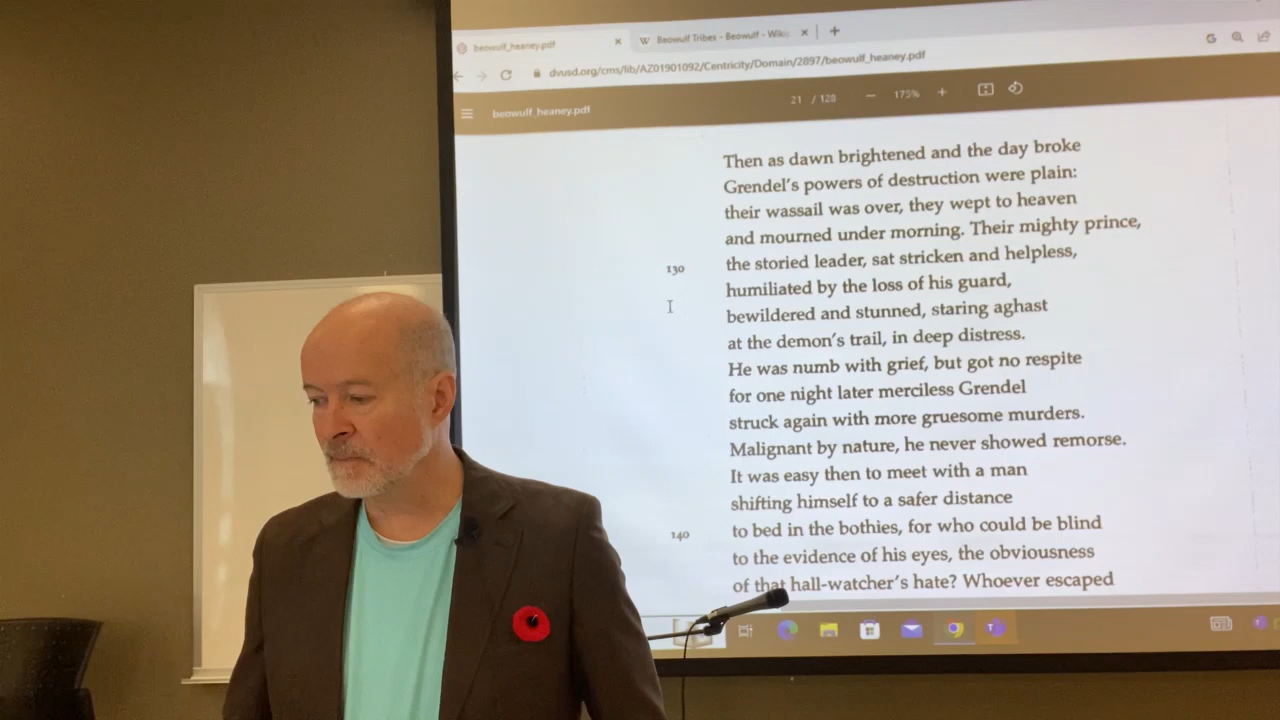 beowulf_heaney.pdf
Beowulf Tribes - Beowulf - Wiki
dvusd.org/cms/lib/AZ01901092/Centricity/Domain/2897/beowulf_heaney.pdf
beowulf_heaney.pdf
21 / 128
175%
Then as dawn brightened and the day broke
Grendel's powers of destruction were plain:
their wassail was over, they wept to heaven
and mourned under morning. Their mighty prince,
130 the storied leader, sat stricken and helpless,
humiliated by the loss of his guard,
bewildered and stunned, staring aghast
at the demon's trail, in deep distress.
He was numb with grief, but got no respite
for one night later merciless Grendel
struck again with more gruesome murders.
Malignant by nature, he never showed remorse.
It was easy then to meet with a man
shifting himself to a safer distance
140 to bed in the bothies, for who could be blind
to the evidence of his eyes, the obviousness
of that hall-watcher's hate? Whoever escaped